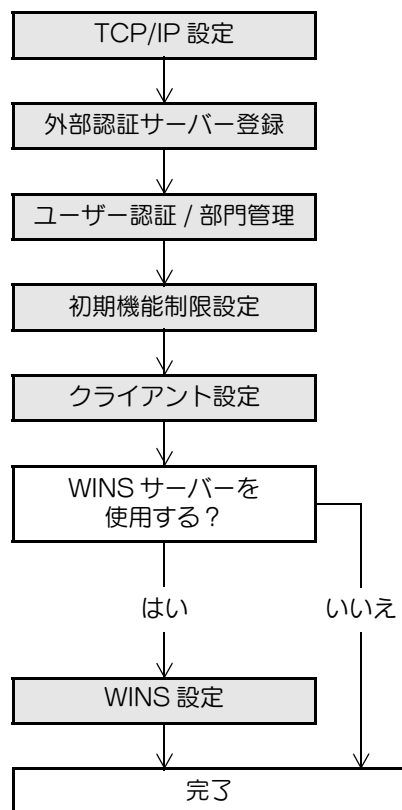 TCP/IP 設定
外部認証サーバー登録
ユーザー認証 / 部門管理
初期機能制限設定
クライアント設定
WINS サーバーを
使用する？
はい
いいえ
WINS 設定
完了